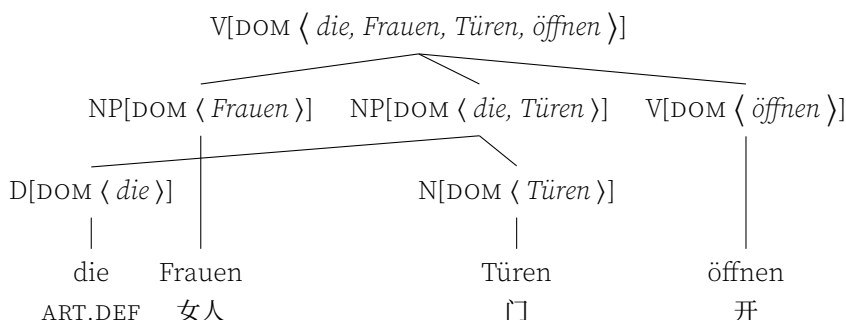 V[DOM ⟨ die, Frauen, Türen, öffnen ⟩]
NP[DOM ⟨ Frauen ⟩] NP[DOM ⟨ die, Türen ⟩] V[DOM ⟨ öffnen ⟩]
D[DOM ⟨ die ⟩] N[DOM ⟨ Türen ⟩]
die Frauen Türen öffnen
ART.DEF 女人 门 开